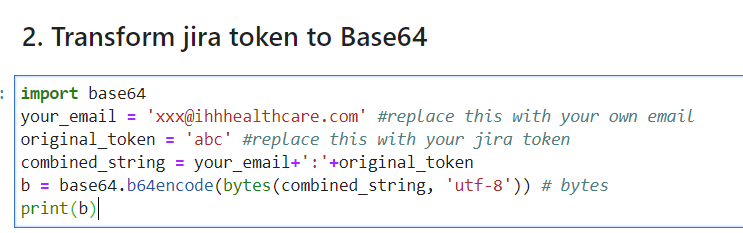 2. Transform jira token to Base64
:
import base64
your_email = 'xxx@ihhhealthcare.com' #replace this with your own email
original_token = 'abc' #replace this with your jira token
combined_string = your_email+':'+original_token
b = base64.b64encode(bytes(combined_string, 'utf-8')) # bytes
print(b)